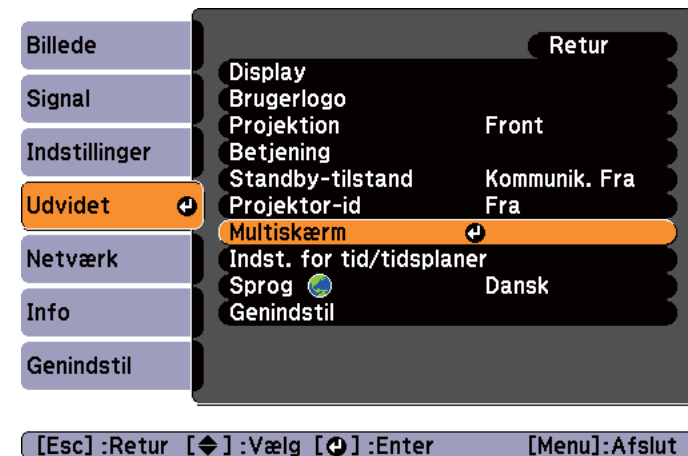 Billede
Signal
Indstillinger
Udvidet
Netværk
Info
Genindstil
Retur
Display
Brugerlogo
Projektion Front
Betjening
Standby-tilstand Kommunik. Fra
Projektor-id Fra
Multiskærm
Indst. for tid/tidsplaner
Sprog Dansk
Genindstil
[Esc] :Retur [◆] :Vælg [⏎] :Enter [Menu]:Afslut